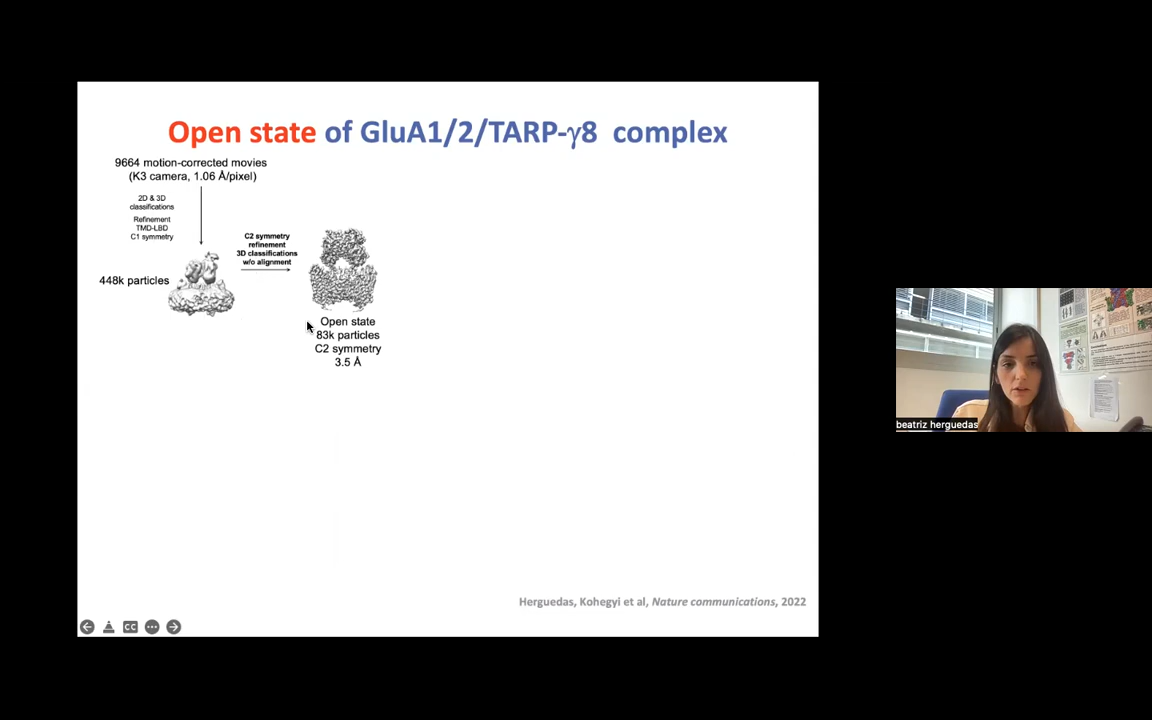 Open state of GluA1/2/TARP-γ8 complex
9664 motion-corrected movies
(K3 camera, 1.06 Å/pixel)
2D & 3D
classifications
Refinement
TMD-LBD
C1 symmetry
448k particles
C2 symmetry
refinement
3D classifications
w/o alignment
Open state
83k particles
C2 symmetry
3.5 Å
Herguedas, Kohegyi et al, Nature communications, 2022
CC
beatriz herguedas